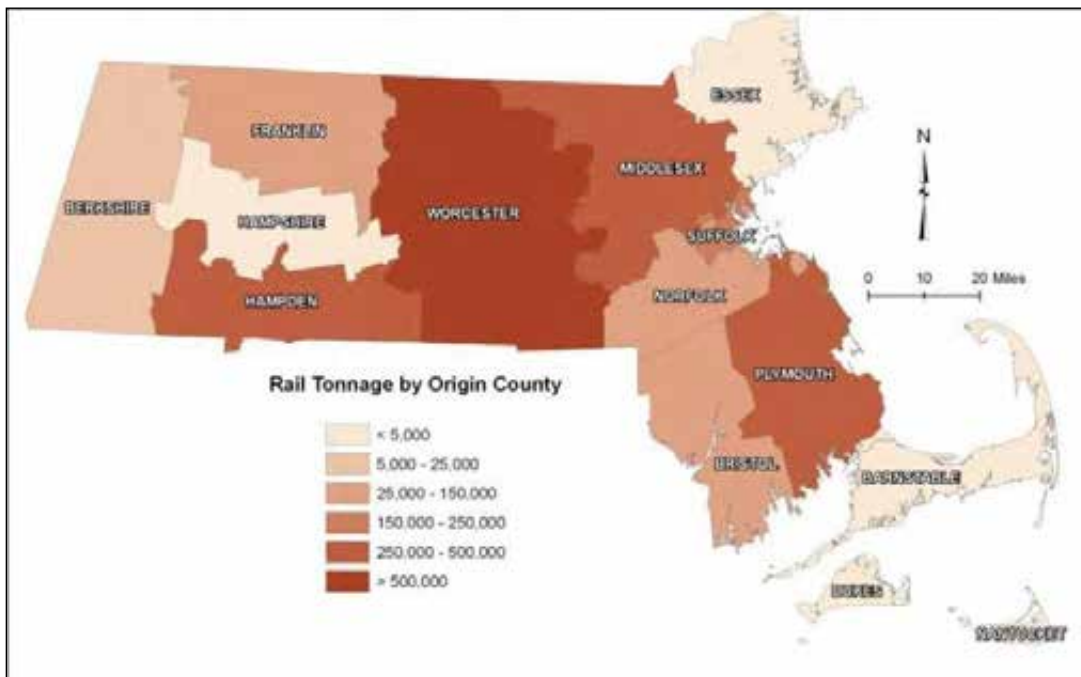 ESSEX
N
FRANKLIN
MIDDLESEX
BERKSHIRE
HAMPSHIRE
WORCESTER
SUFFOLK
0 10 20 Miles
HAMPDEN
NORFOLK
PLYMOUTH
Rail Tonnage by Origin County
< 5,000
5,000 - 25,000
25,000 - 150,000
150,000 - 250,000
250,000 - 500,000
> 500,000
BRISTOL
BARNSTABLE
DUKES
NANTUCKET